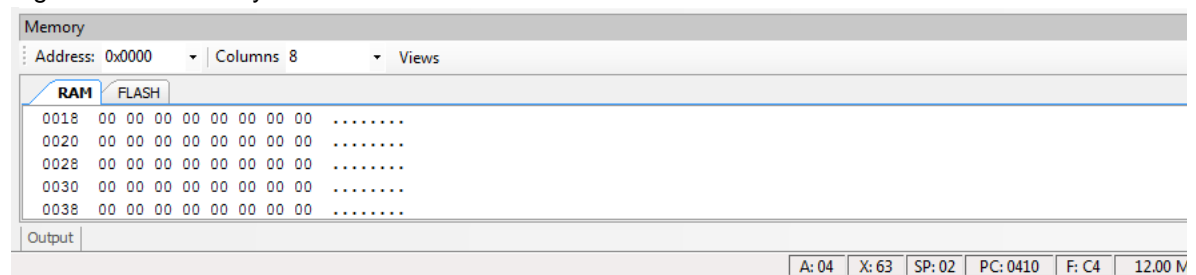 Memory
Address: 0x0000 Columns 8 Views
RAM FLASH
0018 00 00 00 00 00 00 00 00 ........
0020 00 00 00 00 00 00 00 00 ........
0028 00 00 00 00 00 00 00 00 ........
0030 00 00 00 00 00 00 00 00 ........
0038 00 00 00 00 00 00 00 00 ........
Output
A: 04 X: 63 SP: 02 PC: 0410 F: C4 12.00 M